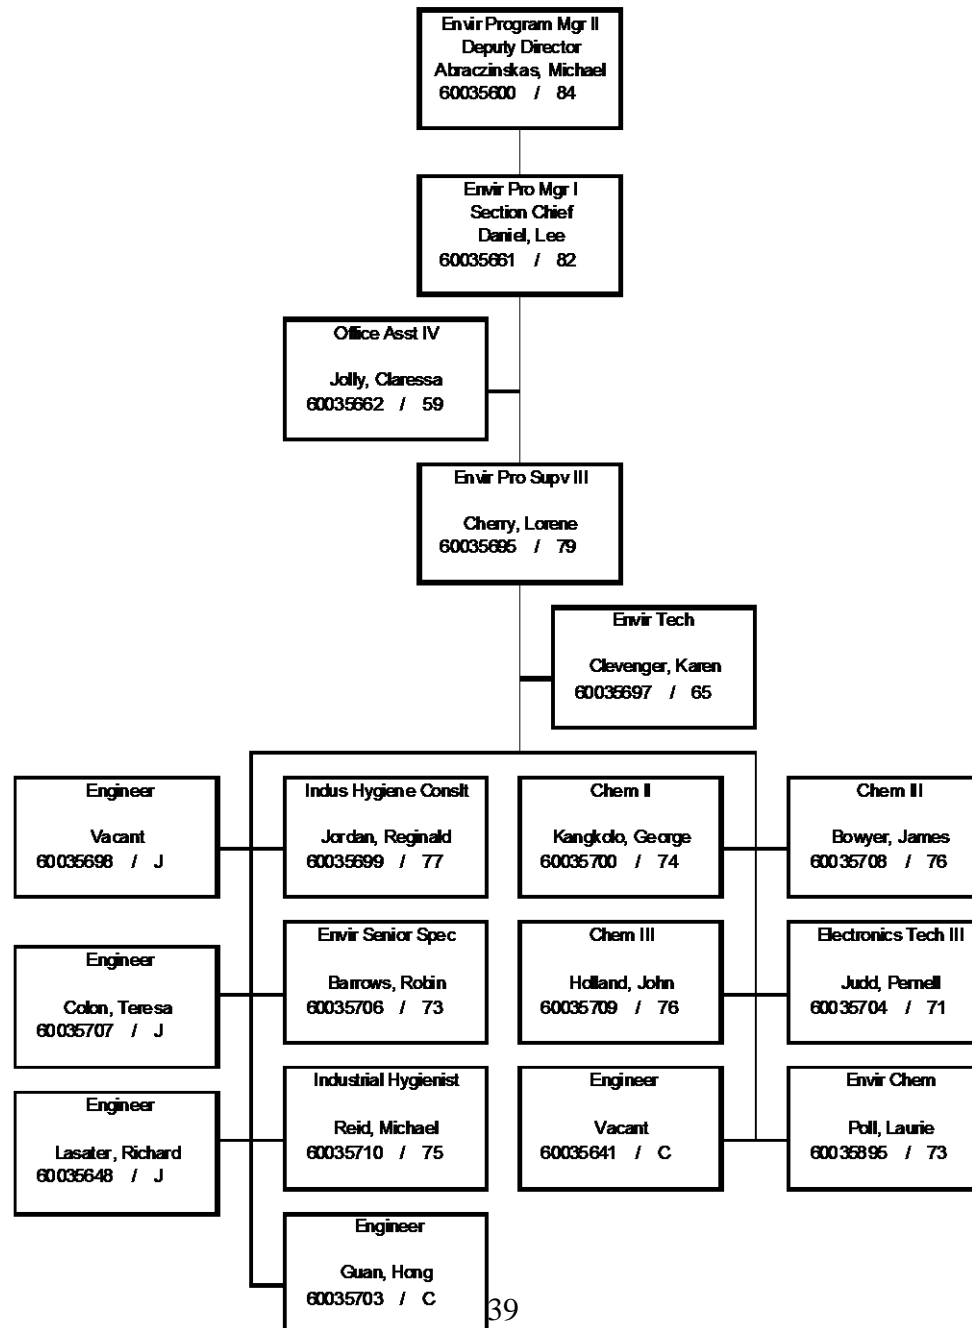 Envir Program Mgr II
Deputy Director
Abraczinskas, Michael
60035600 / 84
Envir Pro Mgr I
Section Chief
Daniel, Lee
60035661 / 82
Office Asst IV
Jolly, Claressa
60035662 / 59
Envir Pro Supv III
Cherry, Lorene
60035695 / 79
Envir Tech
Clevenger, Karen
60035697 / 65
Engineer
Vacant
60035698 / J
Indus Hygiene Conslt
Jordan, Reginald
60035699 / 77
Chem II
Kangkolo, George
60035700 / 74
Chem III
Bowyer, James
60035708 / 76
Engineer
Colon, Teresa
60035707 / J
Envir Senior Spec
Barrows, Robin
60035706 / 73
Chem III
Holland, John
60035709 / 76
Electronics Tech III
Judd, Pernell
60035704 / 71
Engineer
Lasater, Richard
60035648 / J
Industrial Hygienist
Reid, Michael
60035710 / 75
Engineer
Vacant
60035641 / C
Envir Chem
Poll, Laurie
60035895 / 73
Engineer
Guan, Hong
60035703 / C
39